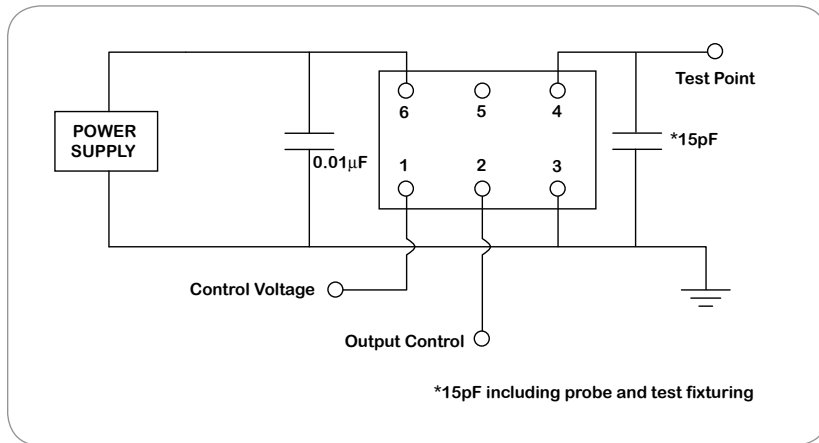 Test Point
6 5 4
POWER
SUPPLY
*15pF
0.01µF
1 2 3
Control Voltage
Output Control
*15pF including probe and test fixturing